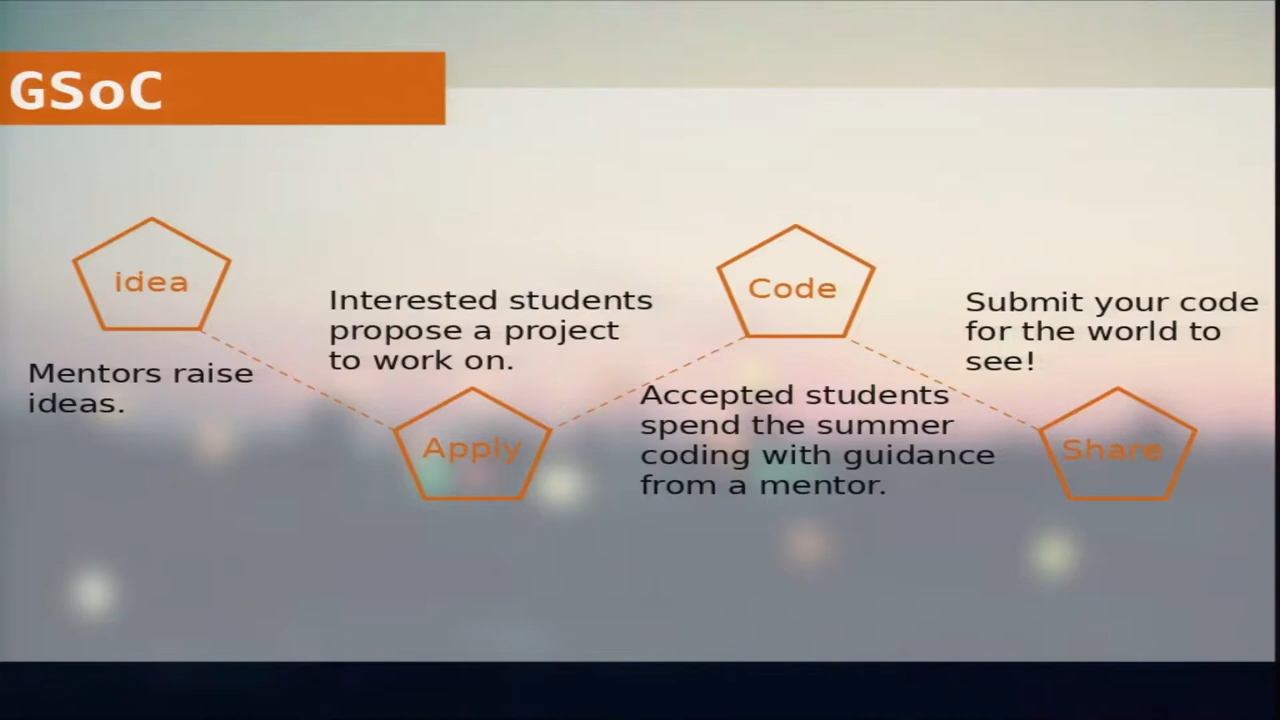 GSoC
idea
Mentors raise
ideas.
Interested students
propose a project
to work on.
Apply
Code
Accepted students
spend the summer
coding with guidance
from a mentor.
Submit your code
for the world to
see!
Share